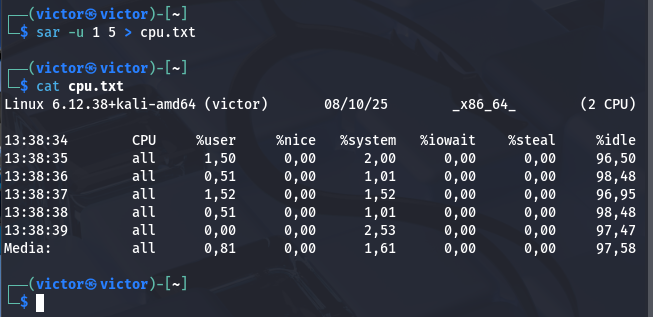 ┌──(victor㉿victor)-[~]
└─$ sar -u 1 5 > cpu.txt
┌──(victor㉿victor)-[~]
└─$ cat cpu.txt
Linux 6.12.38+kali-amd64 (victor) 08/10/25 _x86_64_ (2 CPU)
13:38:34 CPU %user %nice %system %iowait %steal %idle
13:38:35 all 1,50 0,00 2,00 0,00 0,00 96,50
13:38:36 all 0,51 0,00 1,01 0,00 0,00 98,48
13:38:37 all 1,52 0,00 1,52 0,00 0,00 96,95
13:38:38 all 0,51 0,00 1,01 0,00 0,00 98,48
13:38:39 all 0,00 0,00 2,53 0,00 0,00 97,47
Media: all 0,81 0,00 1,61 0,00 0,00 97,58
┌──(victor㉿victor)-[~]
└─$